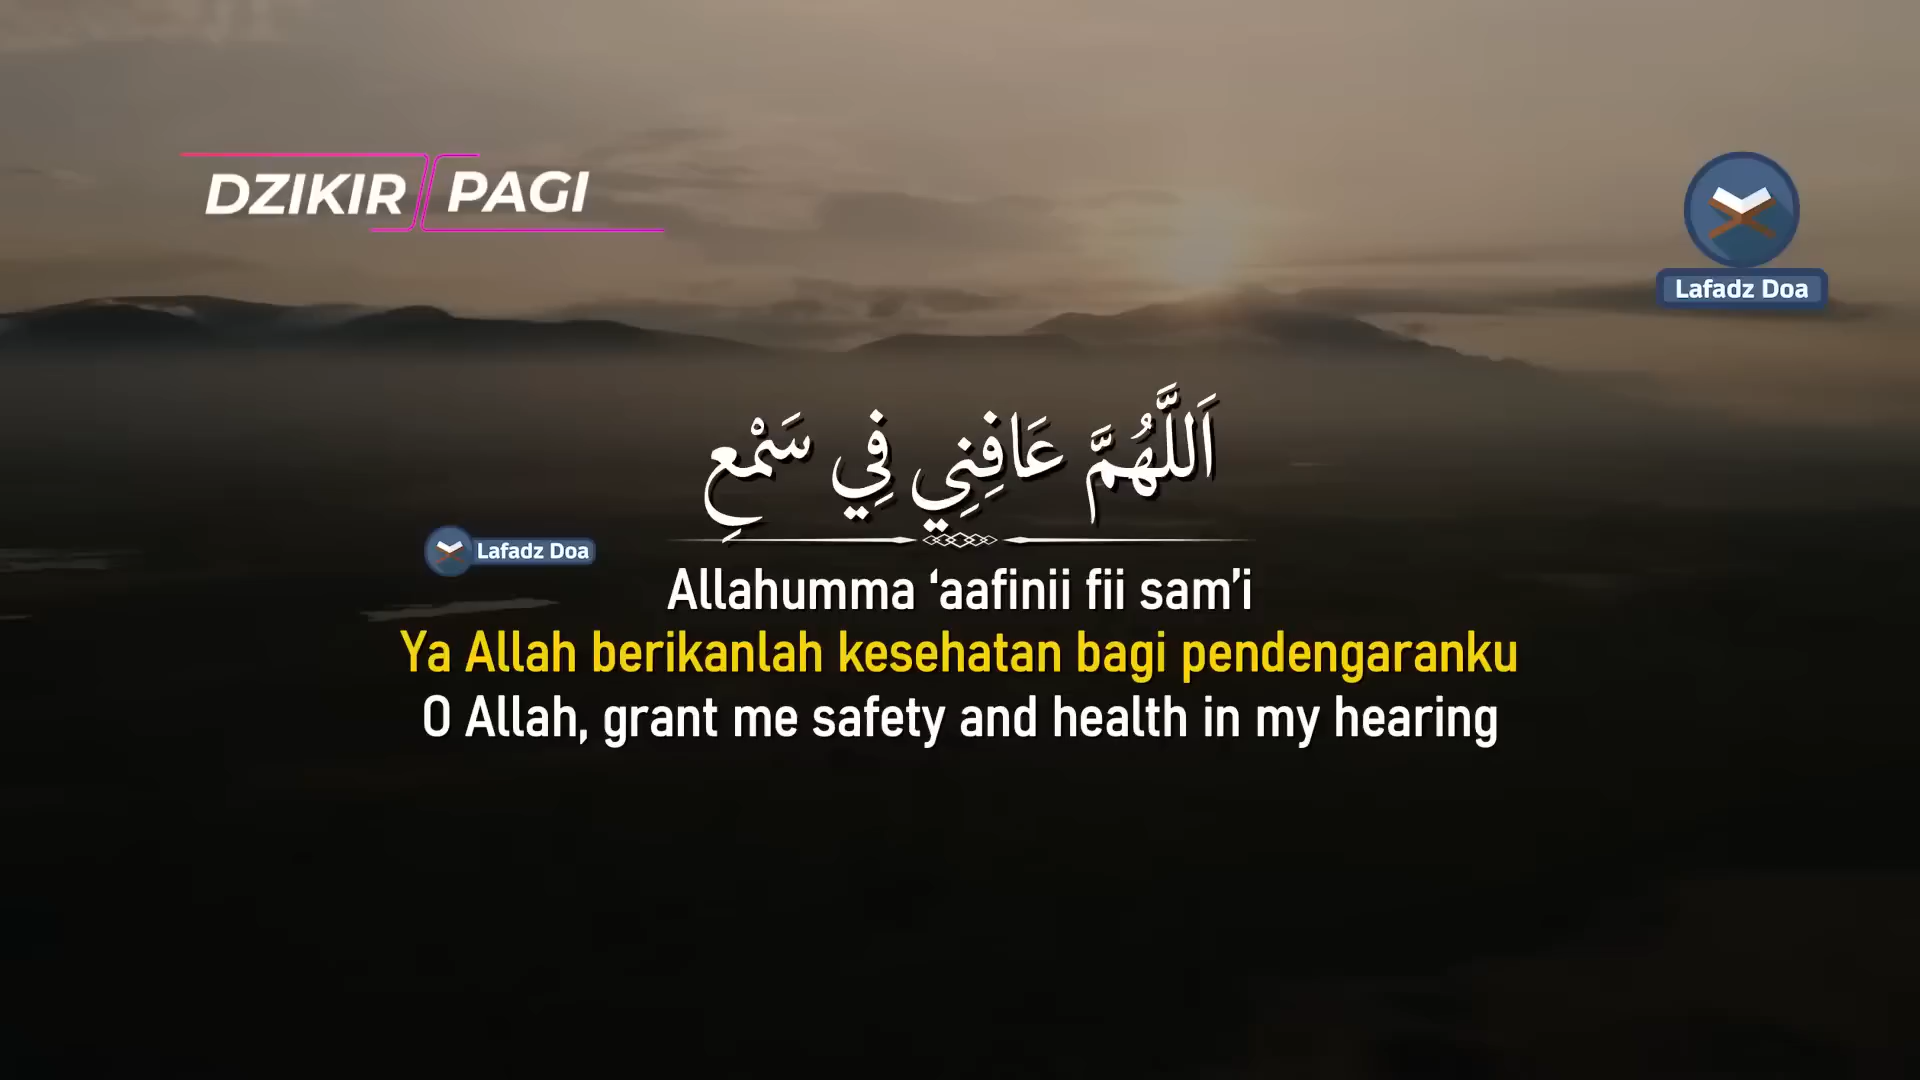 DZIKIR PAGI
Lafadz Doa
اَللَّهُمَّ عَافِنِي فِي سَمْعِي
Lafadz Doa
Allahumma ‘aafinii fii sam’i
Ya Allah berikanlah kesehatan bagi pendengaranku
O Allah, grant me safety and health in my hearing